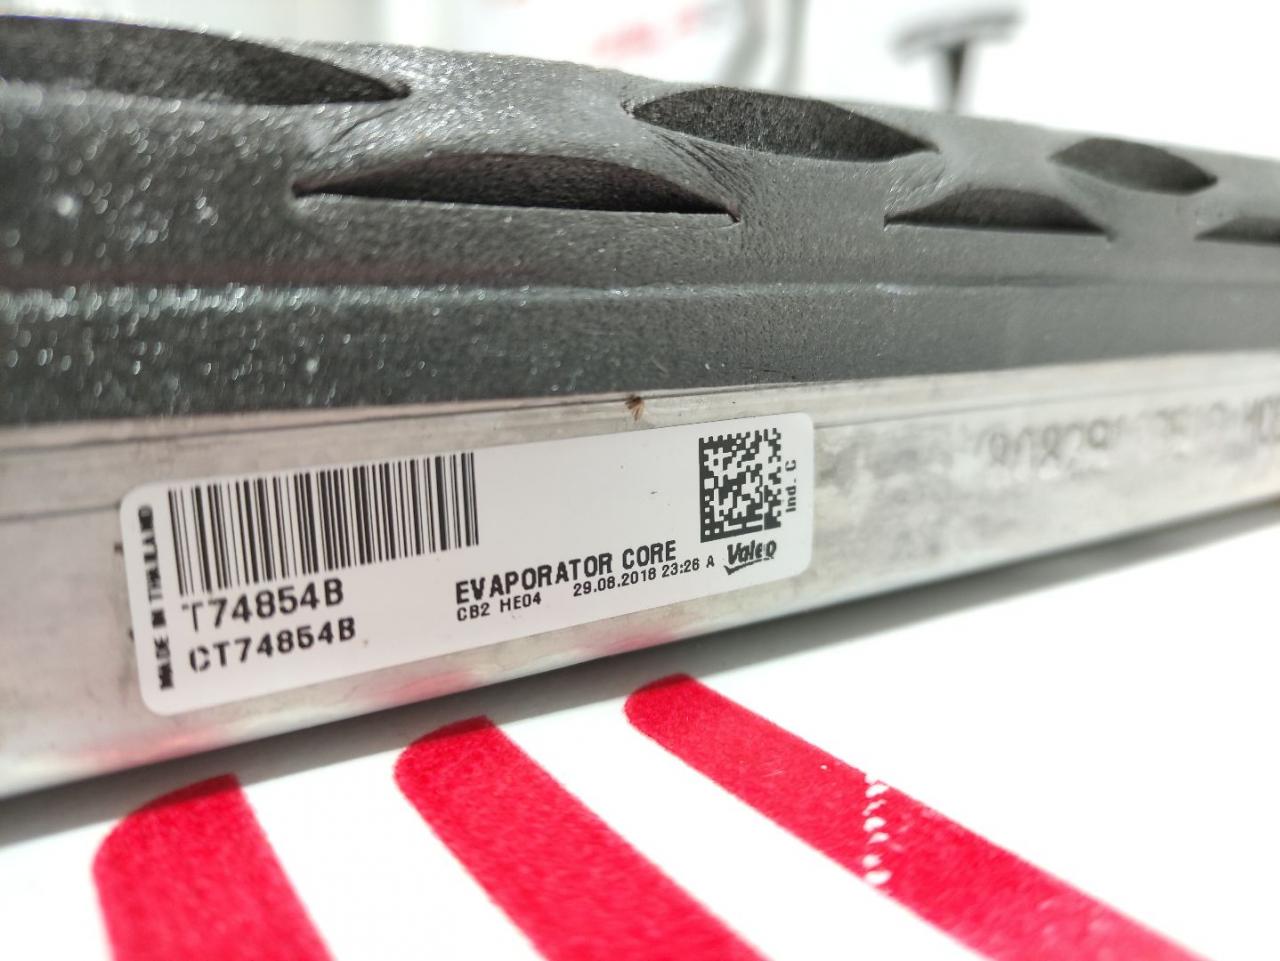 MADE IN THAILAND
T74854B
CT74854B
EVAPORATOR CORE
CB2 HE04 29.08.2018 23:26 A
Valeo
Ind. C